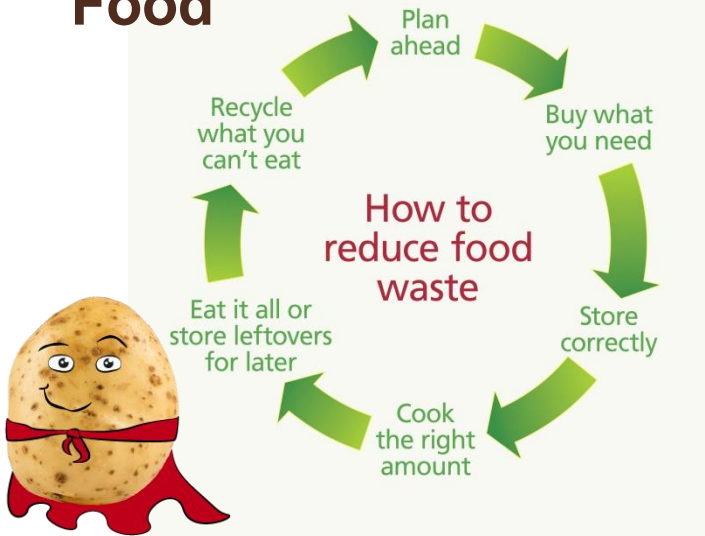 Food
Plan
ahead
Buy what
you need
Store
correctly
Cook
the right
amount
Eat it all or
store leftovers
for later
Recycle
what you
can't eat
How to
reduce food
waste